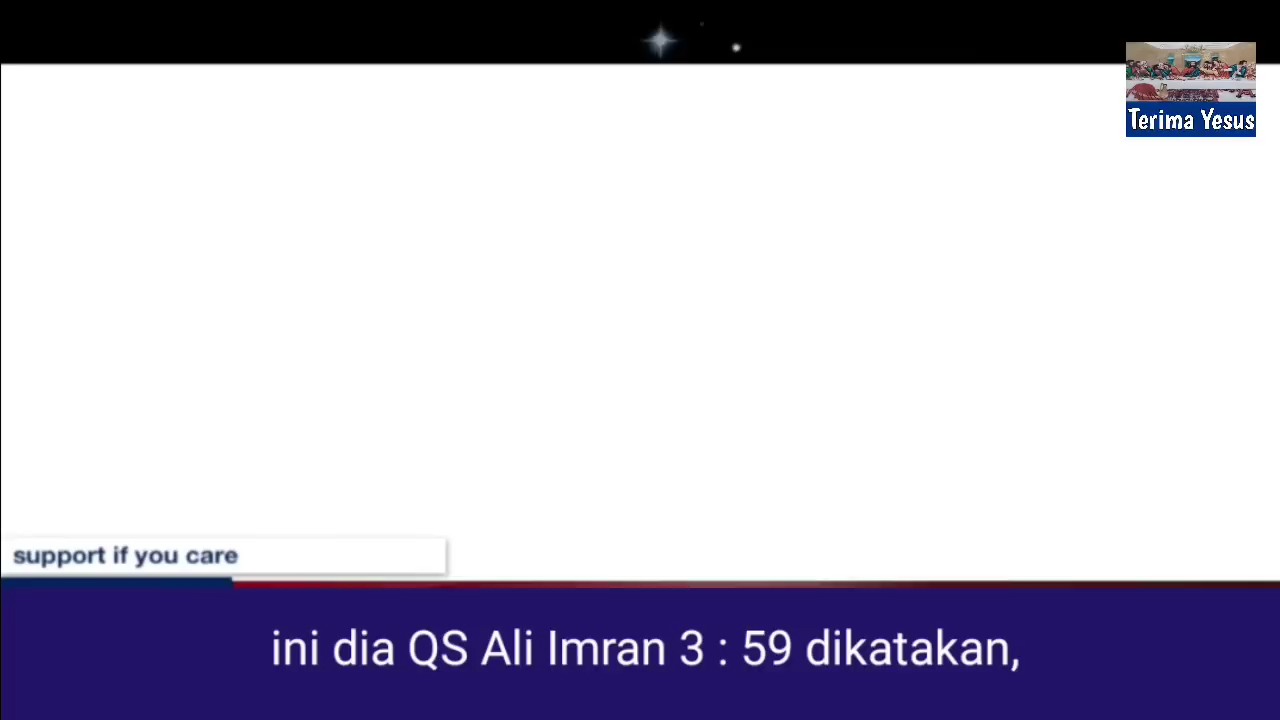 Terima Yesus
support if you care
ini dia QS Ali Imran 3 : 59 dikatakan,